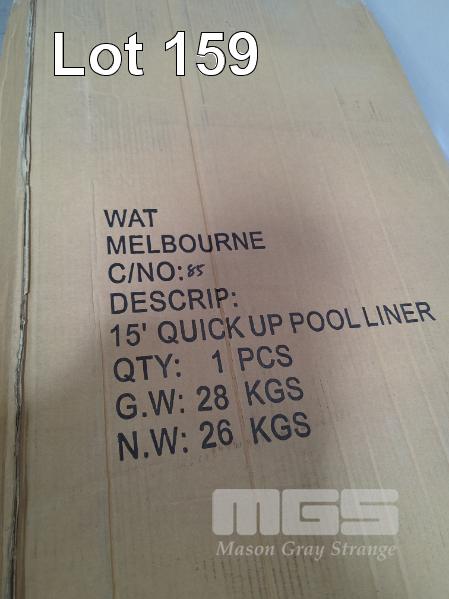 Lot 159
WAT
MELBOURNE
C/NO:85
DESCRIP:
15' QUICK UP POOL LINER
QTY: 1 PCS
G.W: 28 KGS
N.W: 26 KGS
MGS
Mason Gray Strange